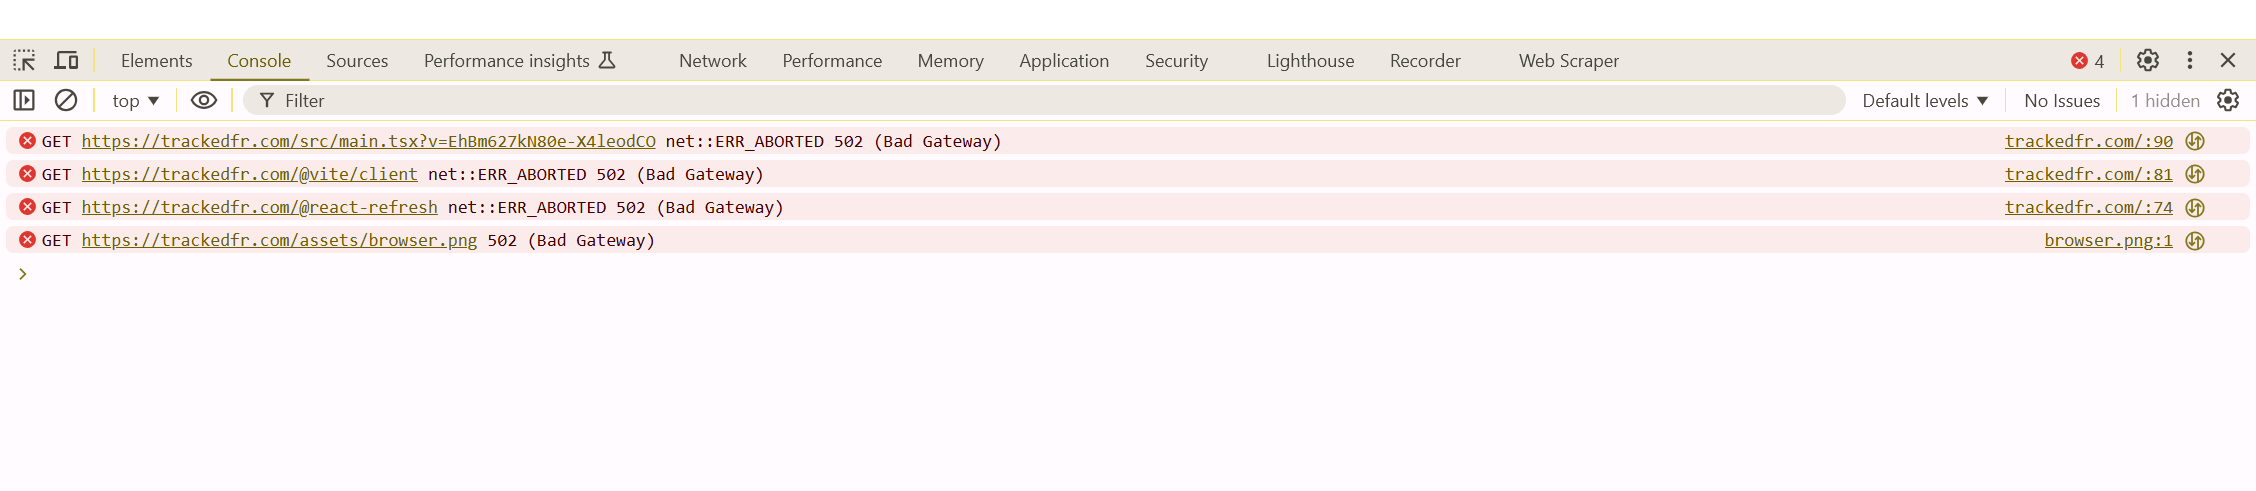 Elements Console Sources Performance insights Network Performance Memory Application Security Lighthouse Recorder Web Scraper 4
top Filter Default levels No Issues 1 hidden
GET https://trackedfr.com/src/main.tsx?v=EhBm627kN80e-X4leodCO net::ERR_ABORTED 502 (Bad Gateway) trackedfr.com/:90
GET https://trackedfr.com/@vite/client net::ERR_ABORTED 502 (Bad Gateway) trackedfr.com/:81
GET https://trackedfr.com/@react-refresh net::ERR_ABORTED 502 (Bad Gateway) trackedfr.com/:74
GET https://trackedfr.com/assets/browser.png 502 (Bad Gateway) browser.png:1